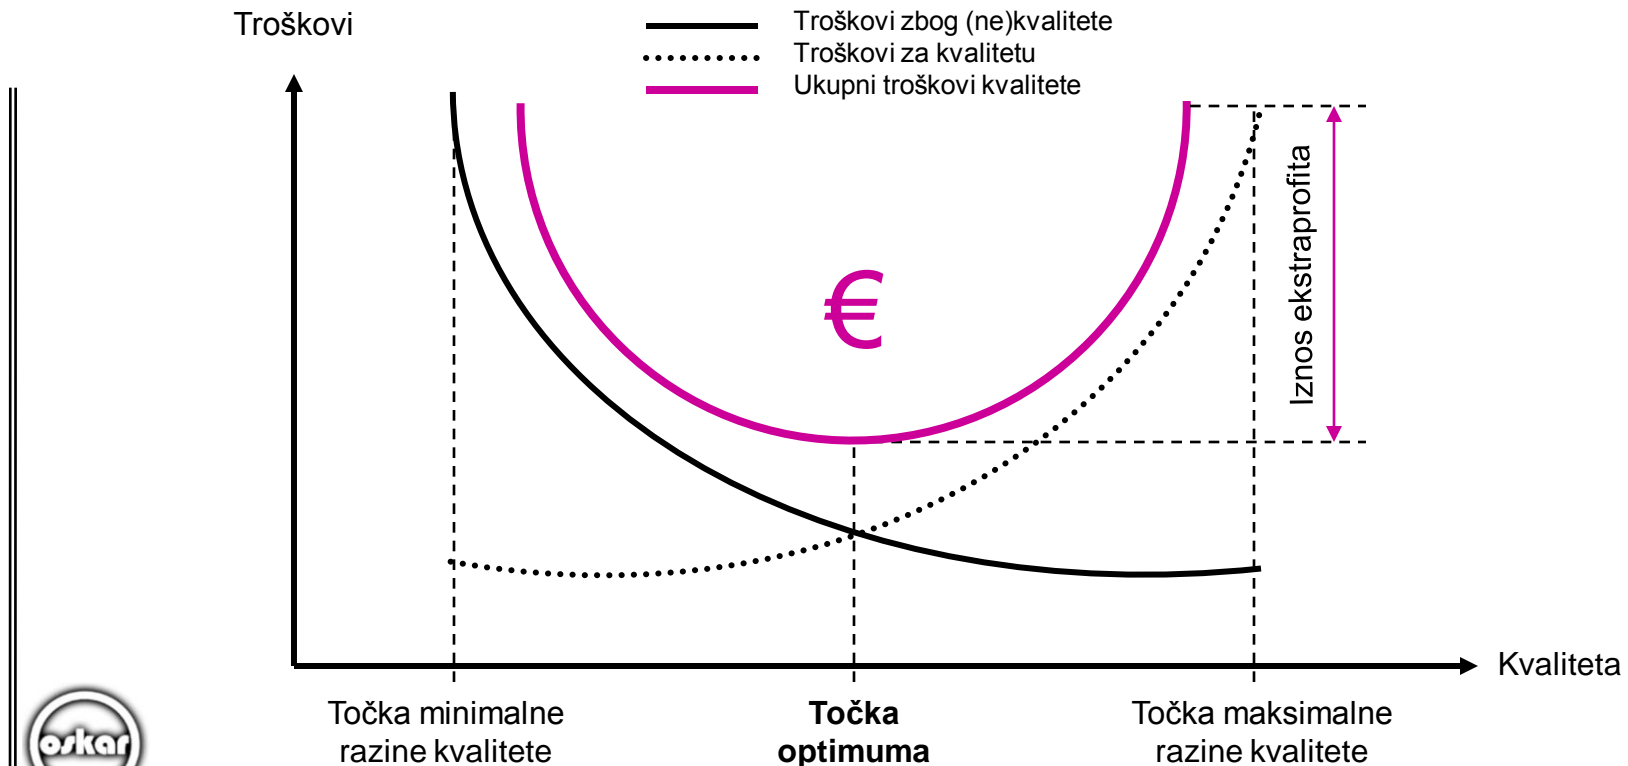 Troškovi
Troškovi zbog (ne)kvalitete
Troškovi za kvalitetu
Ukupni troškovi kvalitete
€
Iznos ekstraprofita
Kvaliteta
Točka minimalne
razine kvalitete
Točka
optimuma
Točka maksimalne
razine kvalitete
oskar